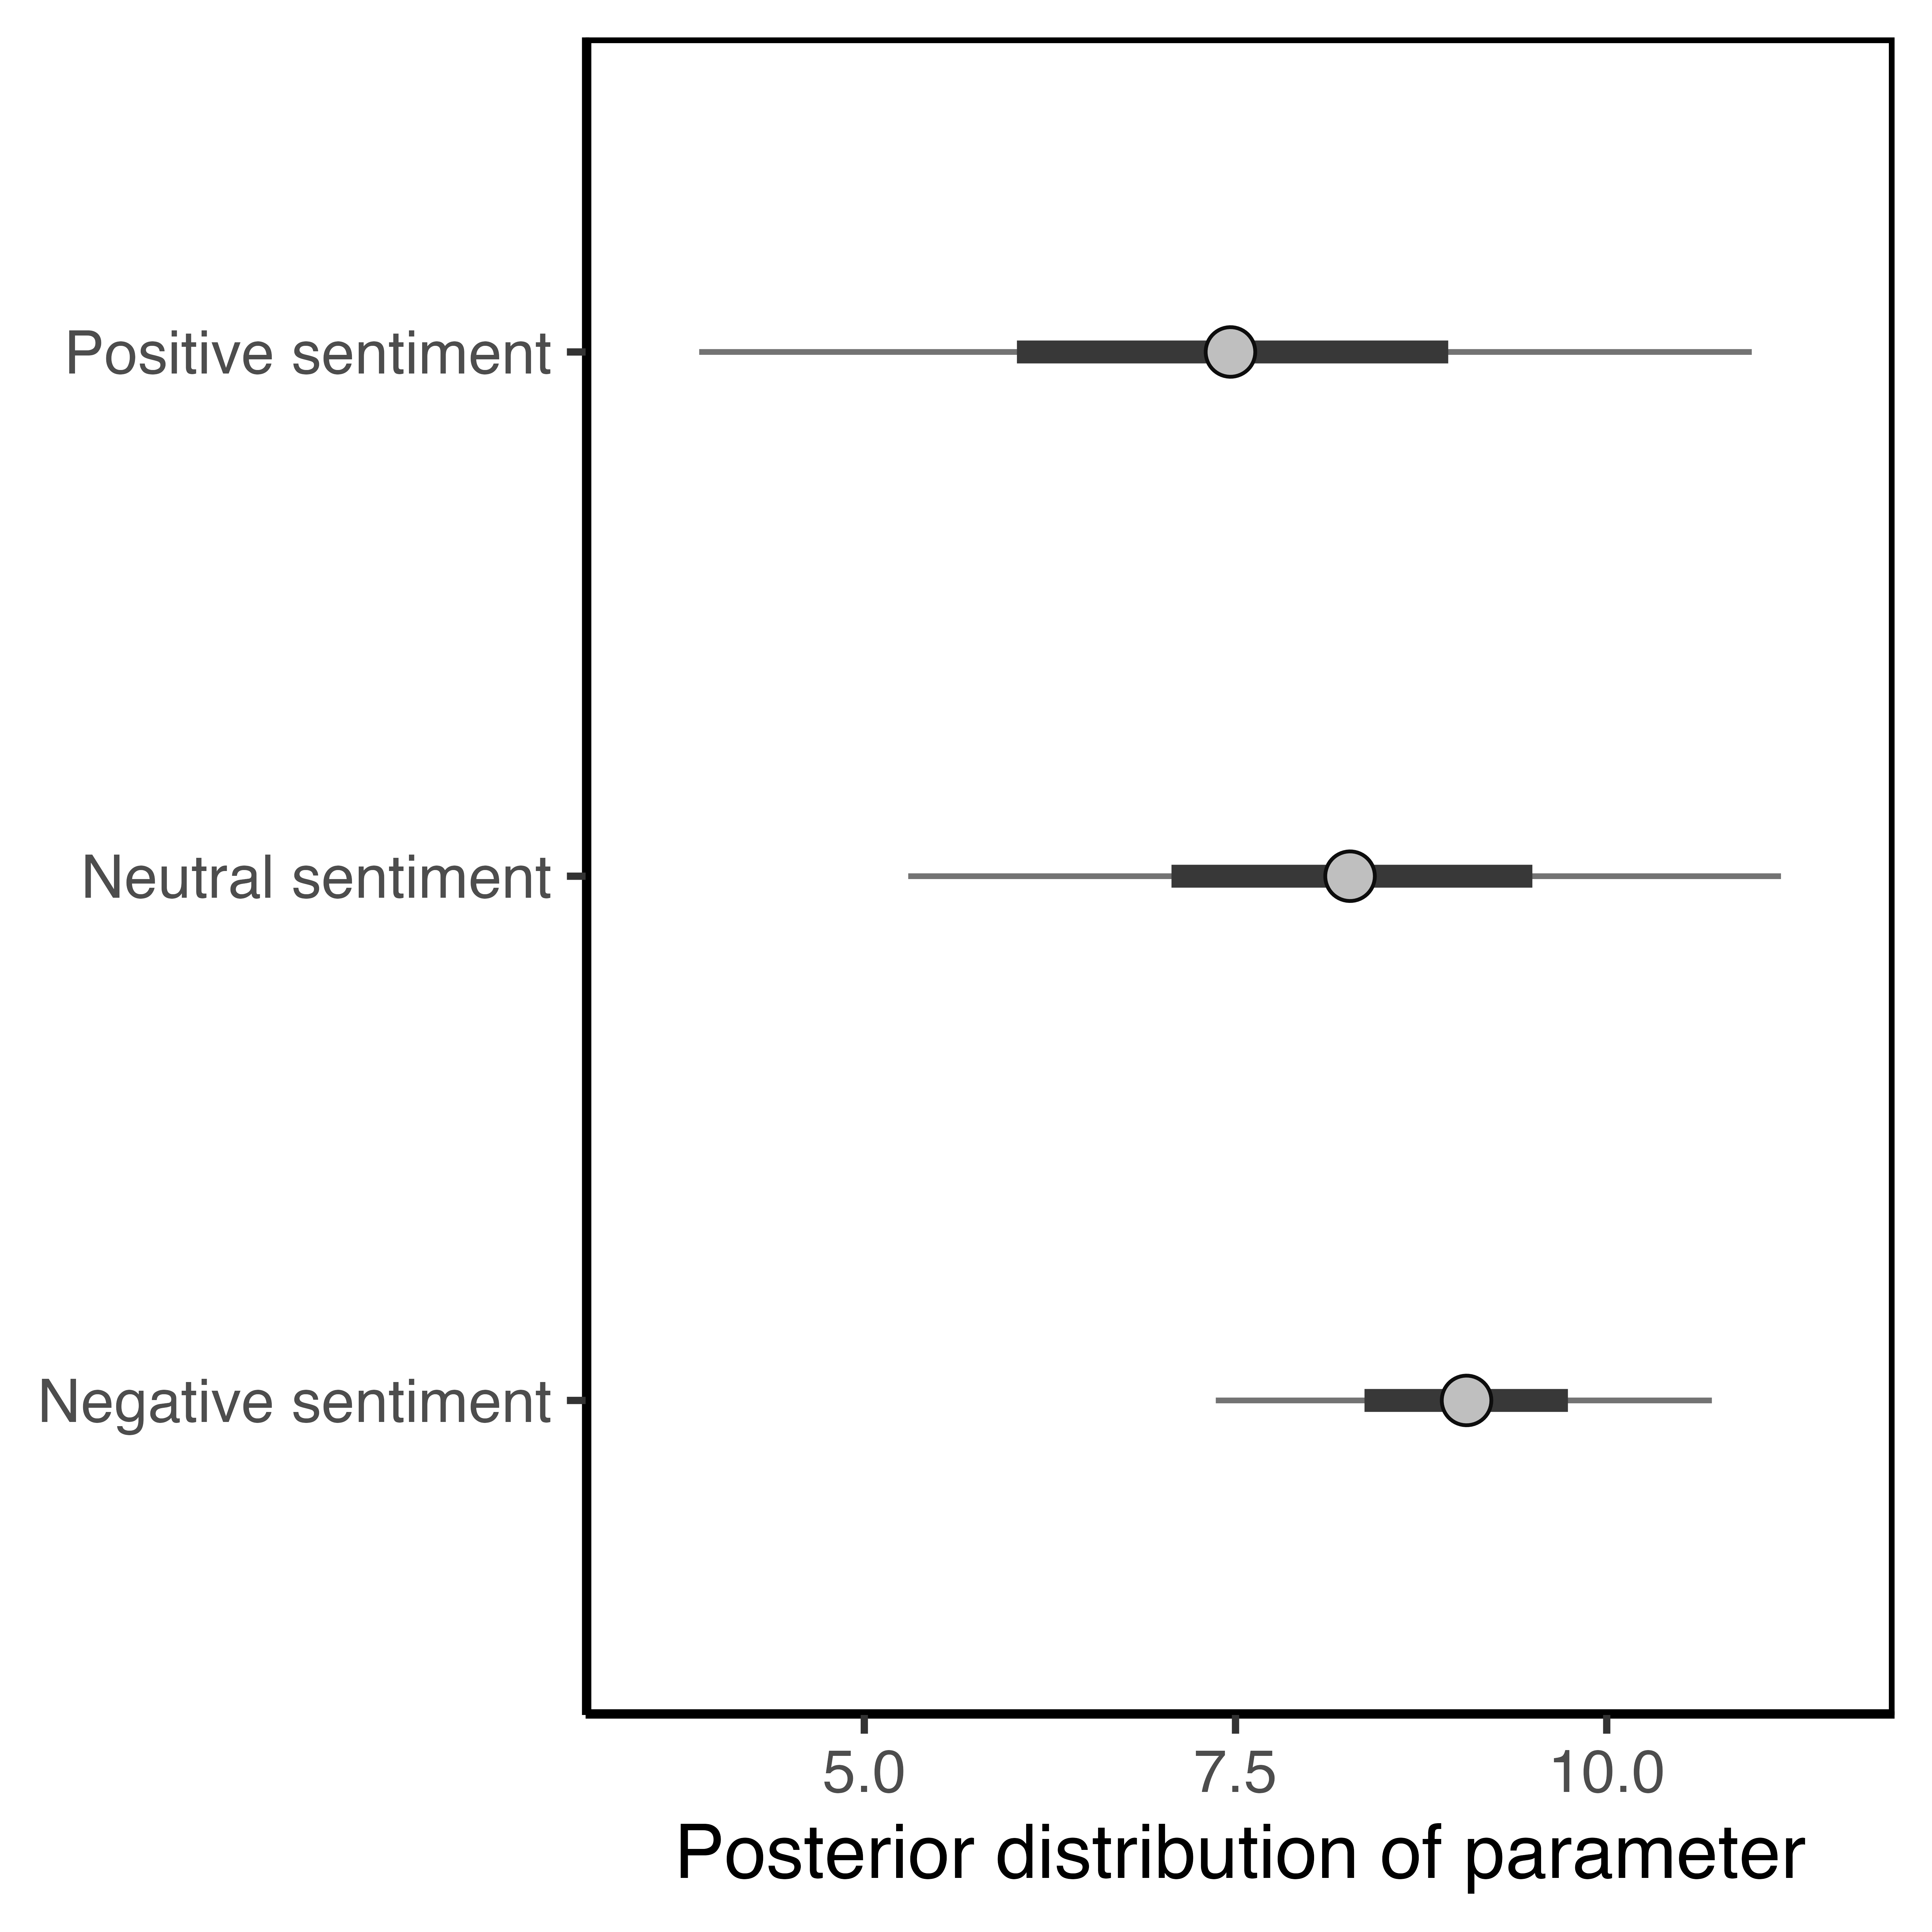 Positive sentiment
Neutral sentiment
Negative sentiment
5.0 7.5 10.0
Posterior distribution of parameter